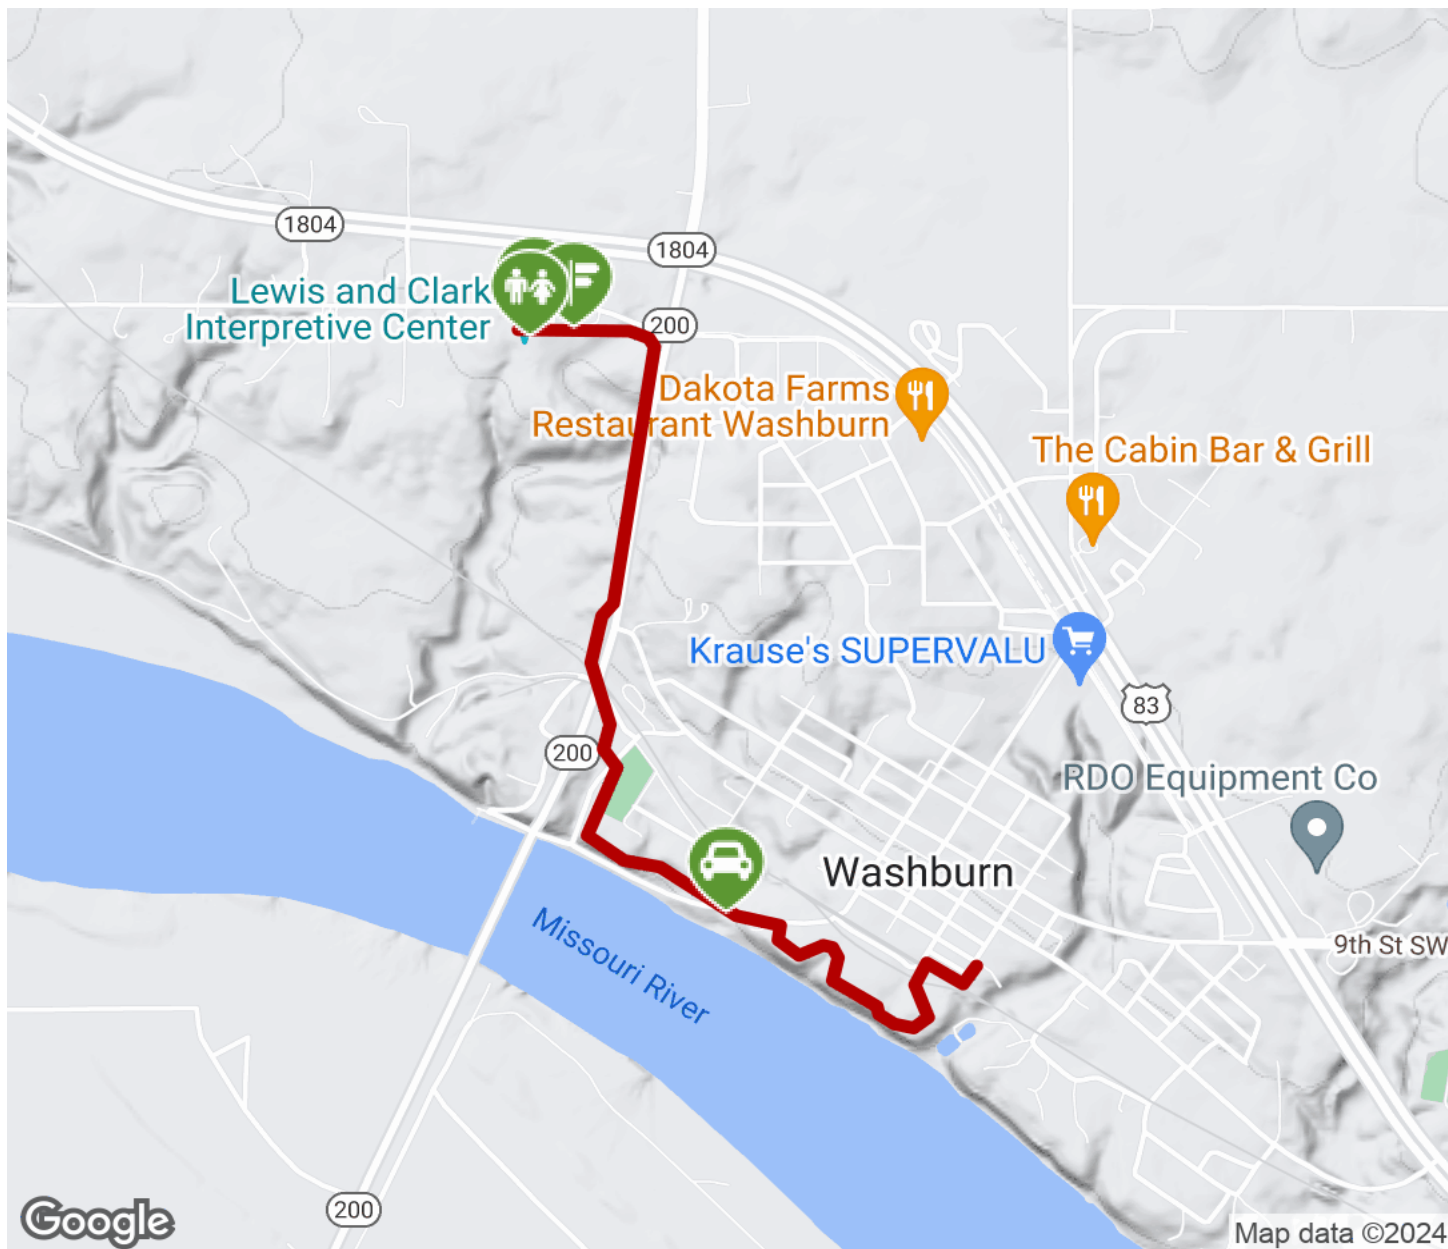 1804
1804
Lewis and Clark
Interpretive Center
200
Dakota Farms
Restaurant Washburn
The Cabin Bar & Grill
Krause's SUPERVALU
83
200
RDO Equipment Co
Washburn
Missouri River
9th St SW
200
Google
Map data ©2024